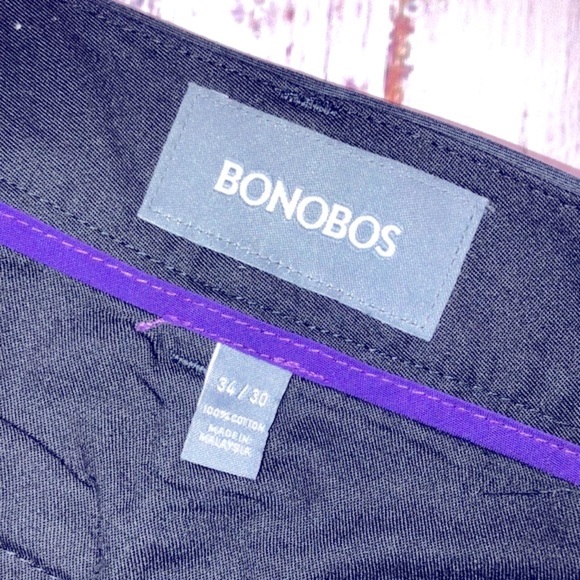 BONOBOS
34 / 30
100% COTTON
MADE IN
MALAYSIA